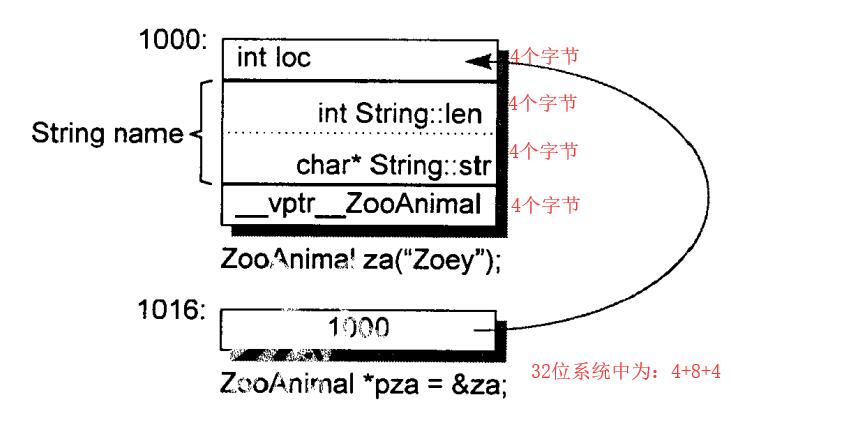 1000:
int loc
4个字节
int String::len
4个字节
String name
char* String::str
4个字节
__vptr__ZooAnimal
4个字节
ZooAnimal za("Zoey");
1016:
1000
32位系统中为：4+8+4
ZooAnimal *pza = &za;